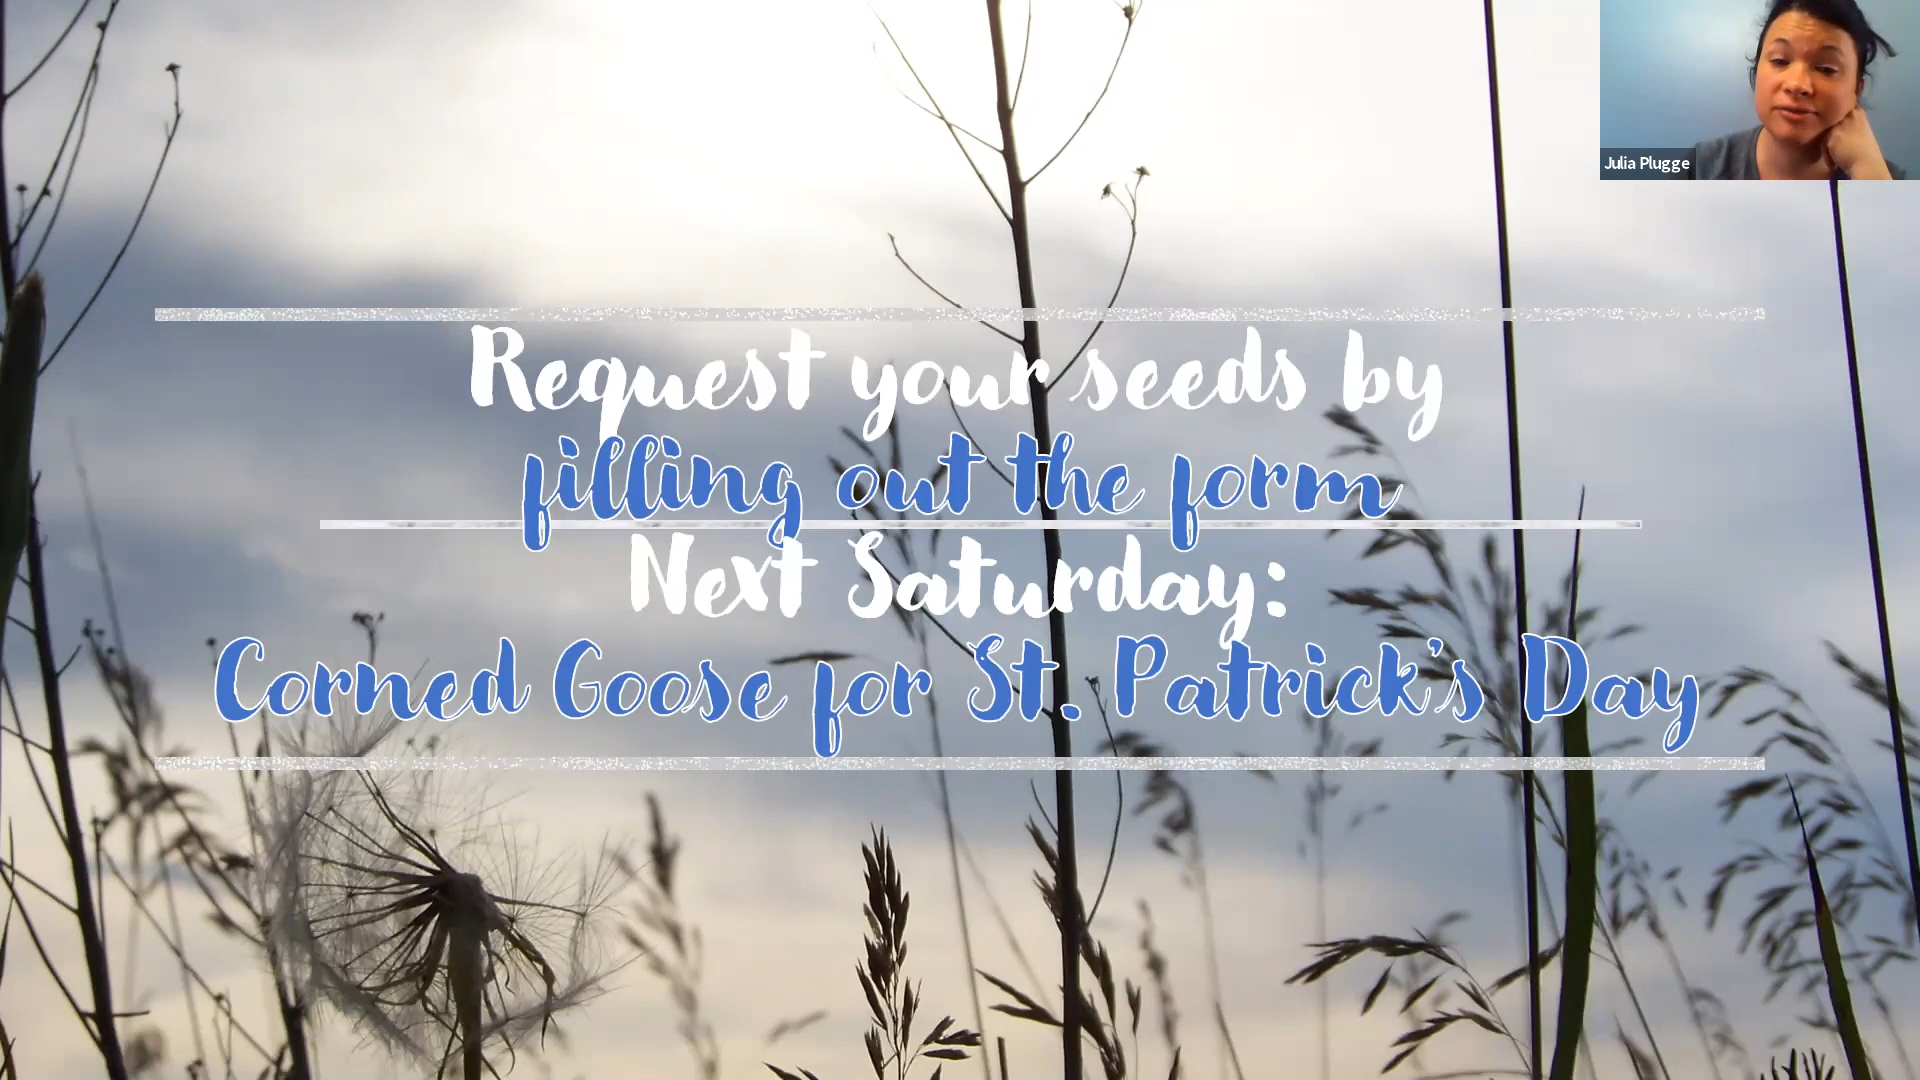 Julia Plugge
Request your seeds by
filling out the form
Next Saturday:
Corned Goose for St. Patrick's Day